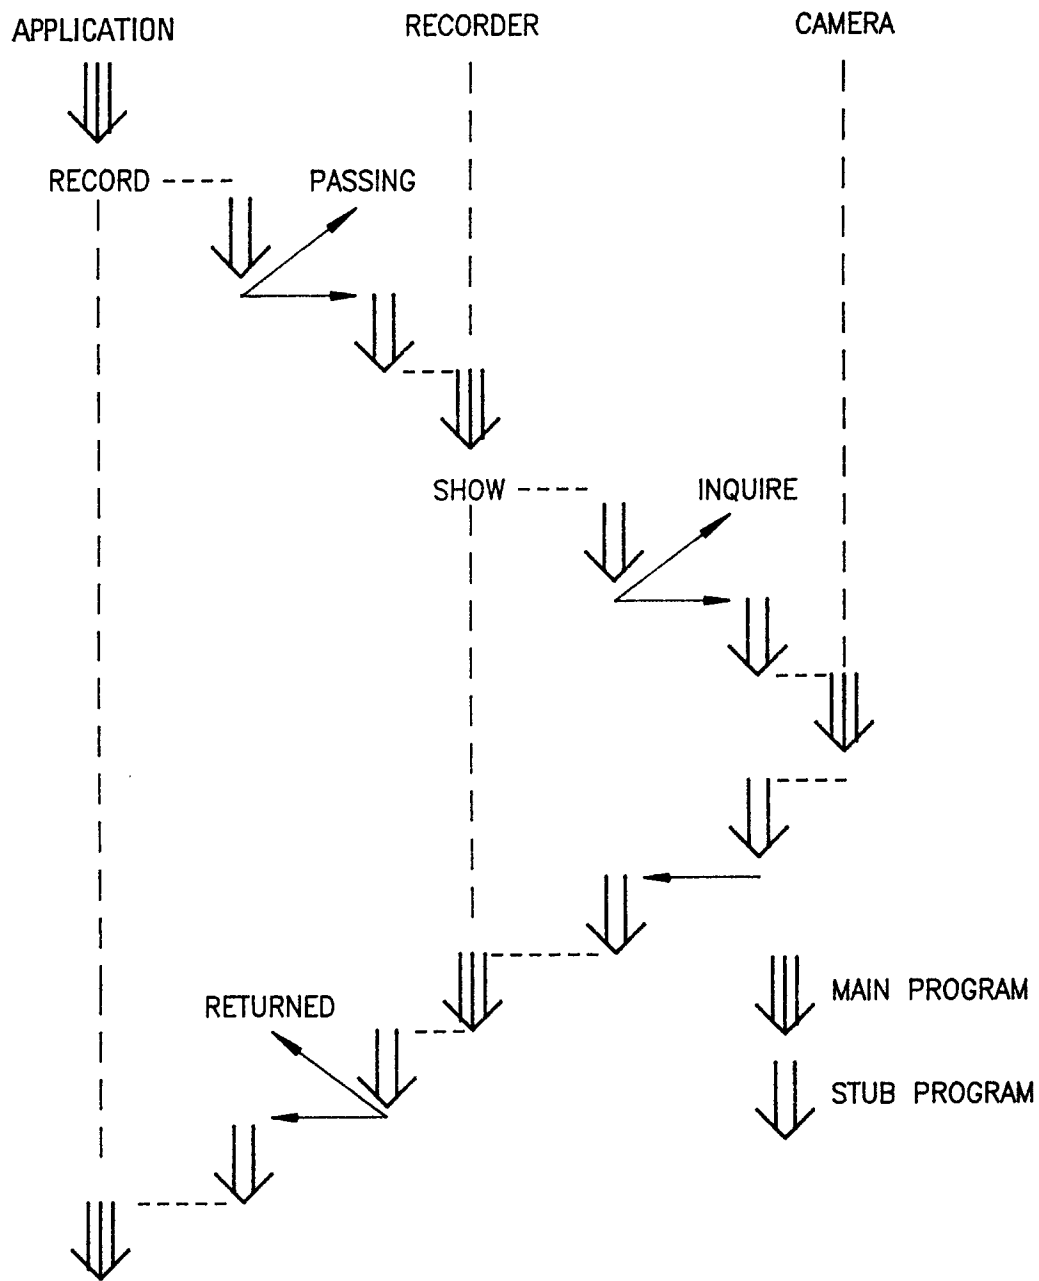 APPLICATION
RECORDER
CAMERA
RECORD
PASSING
SHOW
INQUIRE
MAIN PROGRAM
RETURNED
STUB PROGRAM